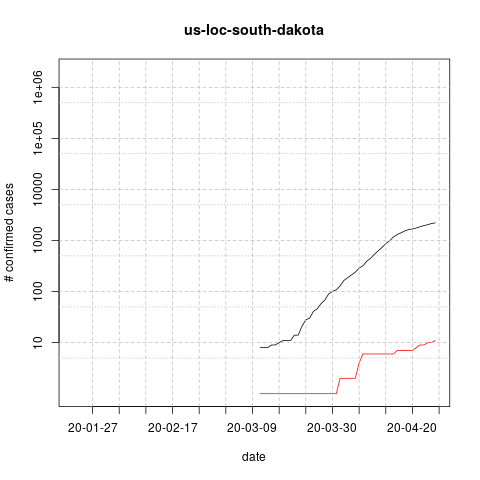 us-loc-south-dakota
# confirmed cases
1e+06
1e+05
10000
1000
100
10
20-01-27 20-02-17 20-03-09 20-03-30 20-04-20
date